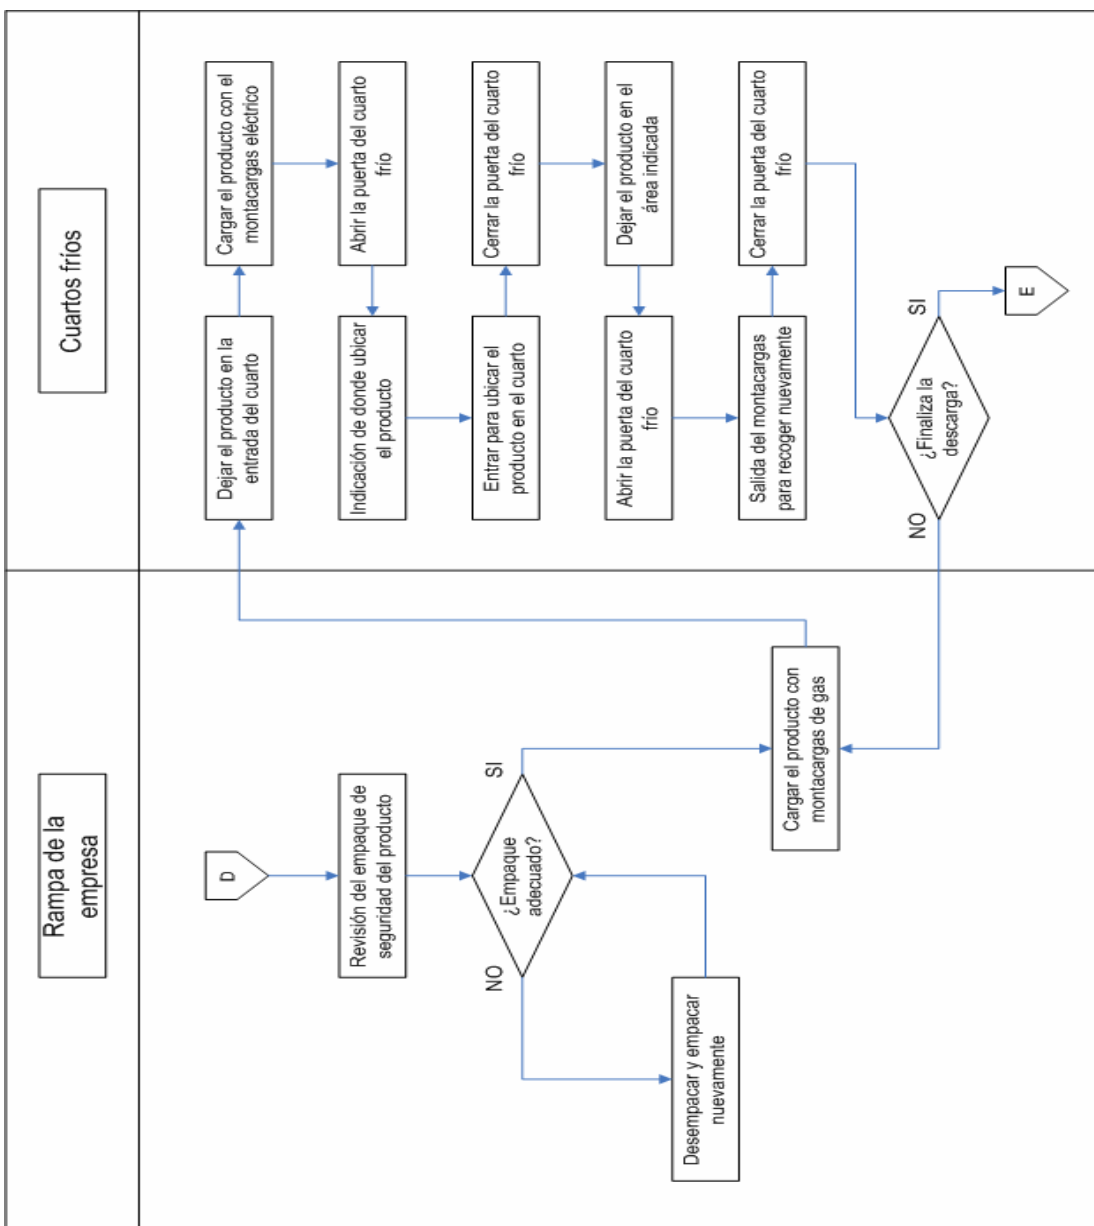 Rampa de la
empresa
Cuartos fríos
D
Revisión del empaque de
seguridad del producto
¿Empaque
adecuado?
NO
SI
Desempacar y empacar
nuevamente
Cargar el producto con
montacargas de gas
Dejar el producto en la
entrada del cuarto
Cargar el producto con el
montacargas eléctrico
Abrir la puerta del cuarto
frío
Indicación de donde ubicar
el producto
Entrar para ubicar el
producto en el cuarto
Cerrar la puerta del cuarto
frío
Dejar el producto en el
área indicada
Abrir la puerta del cuarto
frío
Salida del montacargas
para recoger nuevamente
Cerrar la puerta del cuarto
frío
¿Finaliza la
descarga?
NO
SI
E